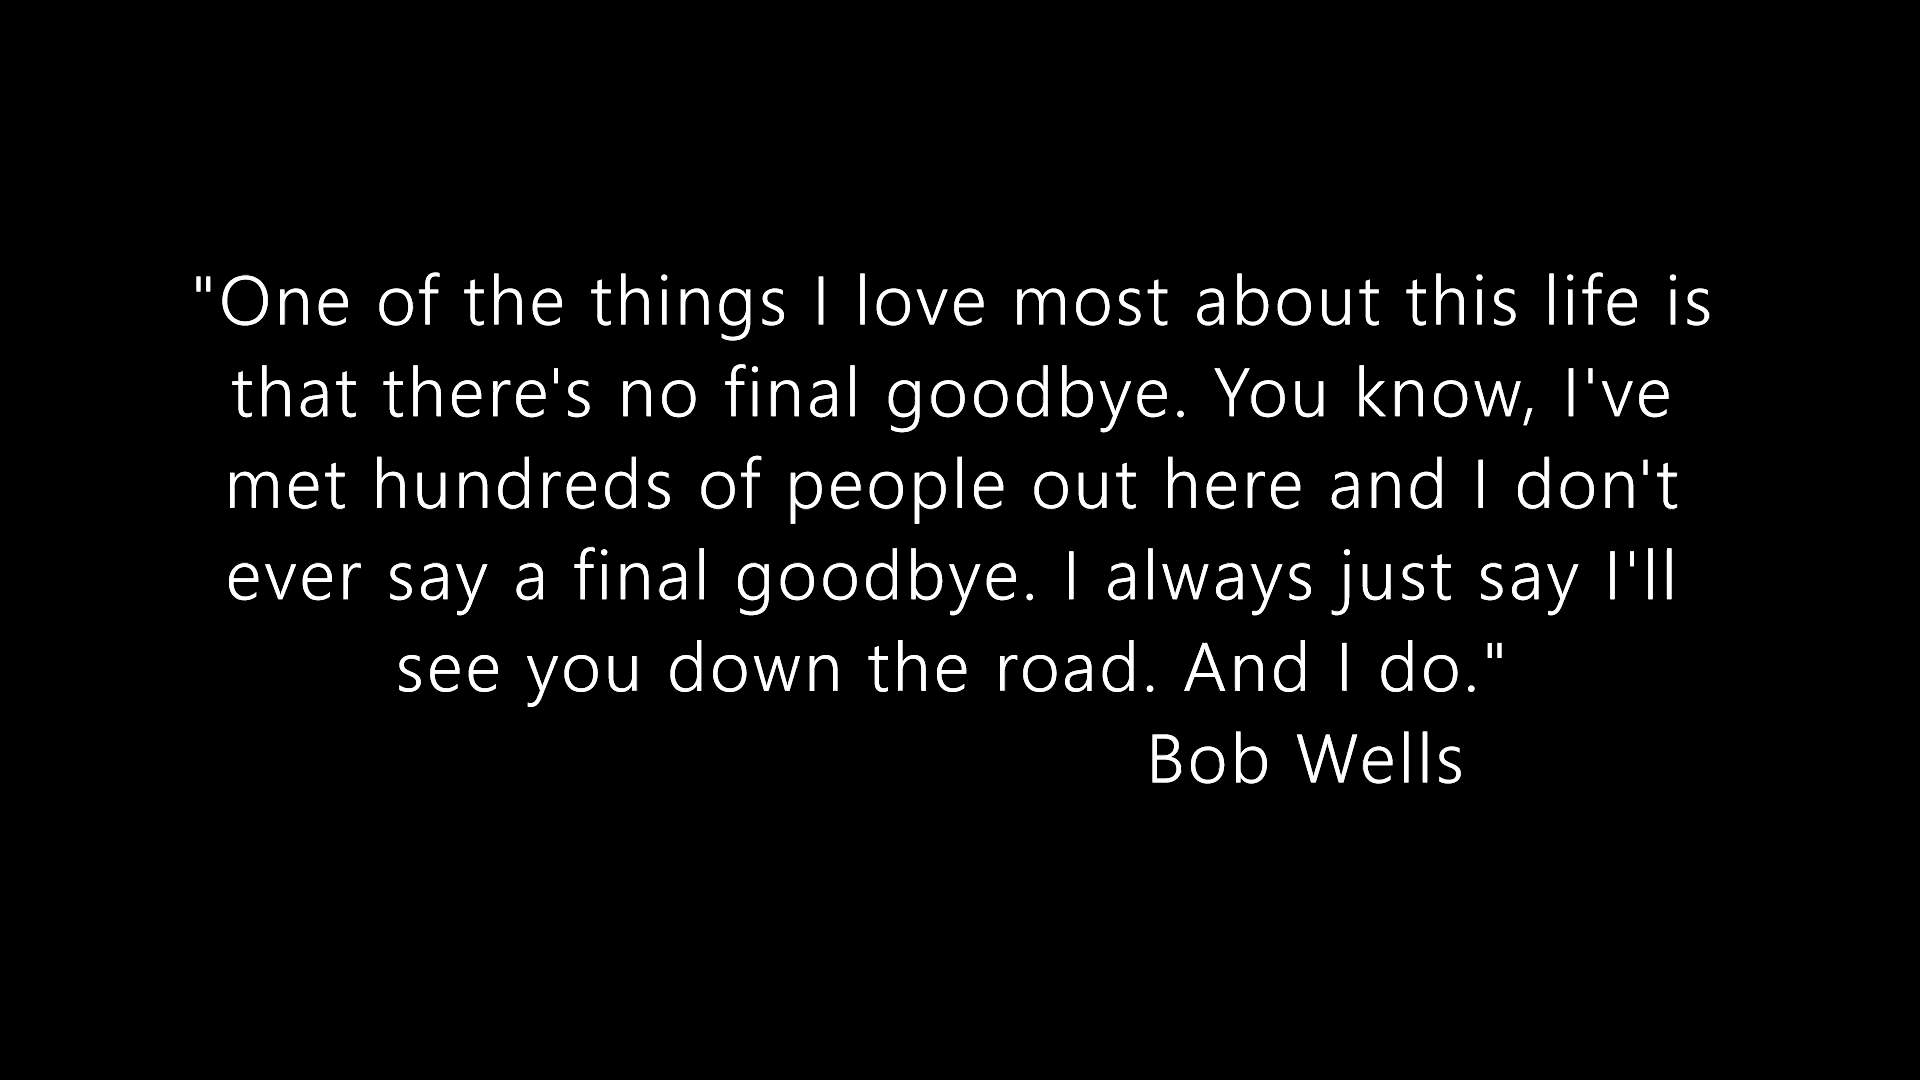 "One of the things I love most about this life is
that there's no final goodbye. You know, I've
met hundreds of people out here and I don't
ever say a final goodbye. I always just say I'll
see you down the road. And I do."
Bob Wells